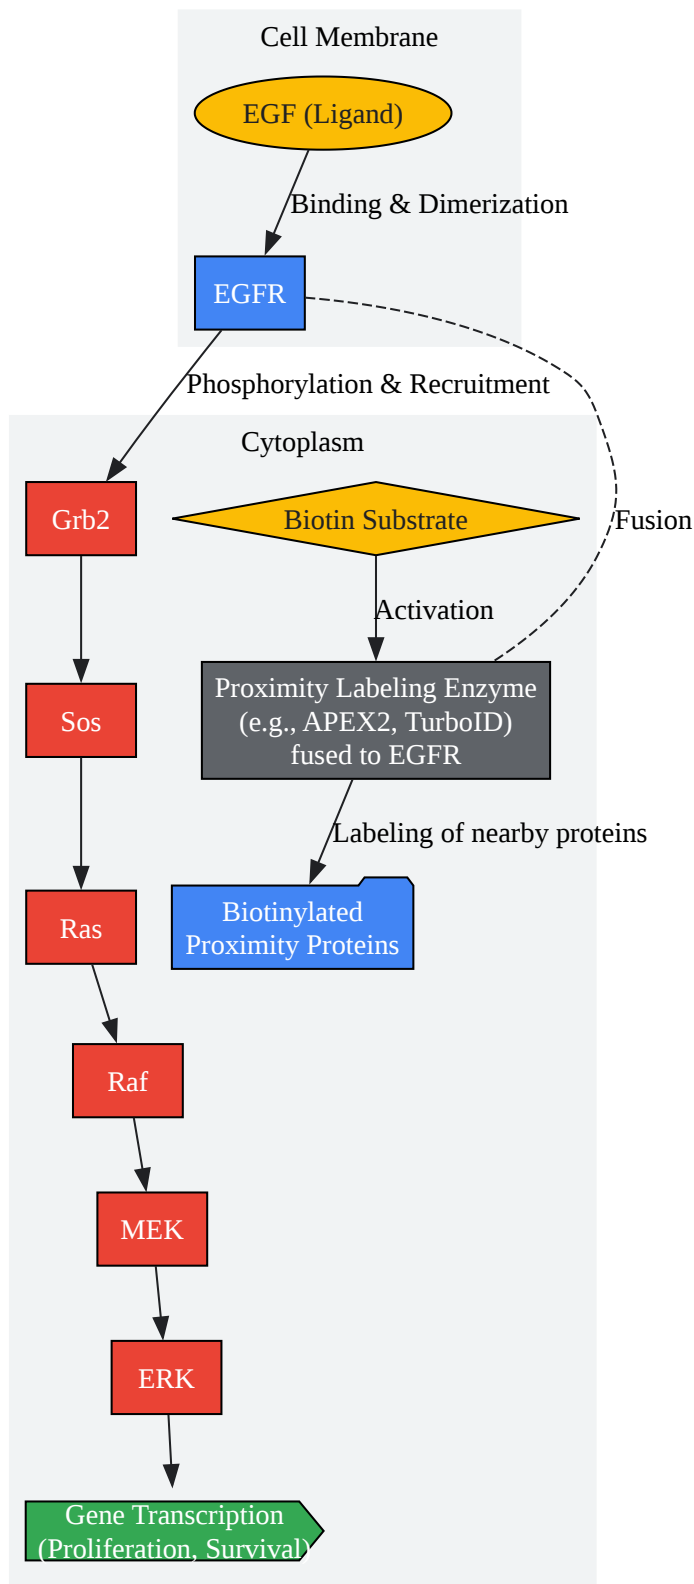 Cell Membrane
EGF (Ligand)
Binding & Dimerization
EGFR
Phosphorylation & Recruitment
Cytoplasm
Grb2
Biotin Substrate
Fusion
Activation
Sos
Proximity Labeling Enzyme
(e.g., APEX2, TurboID)
fused to EGFR
Labeling of nearby proteins
Ras
Biotinylated
Proximity Proteins
Raf
MEK
ERK
Gene Transcription
(Proliferation, Survival)